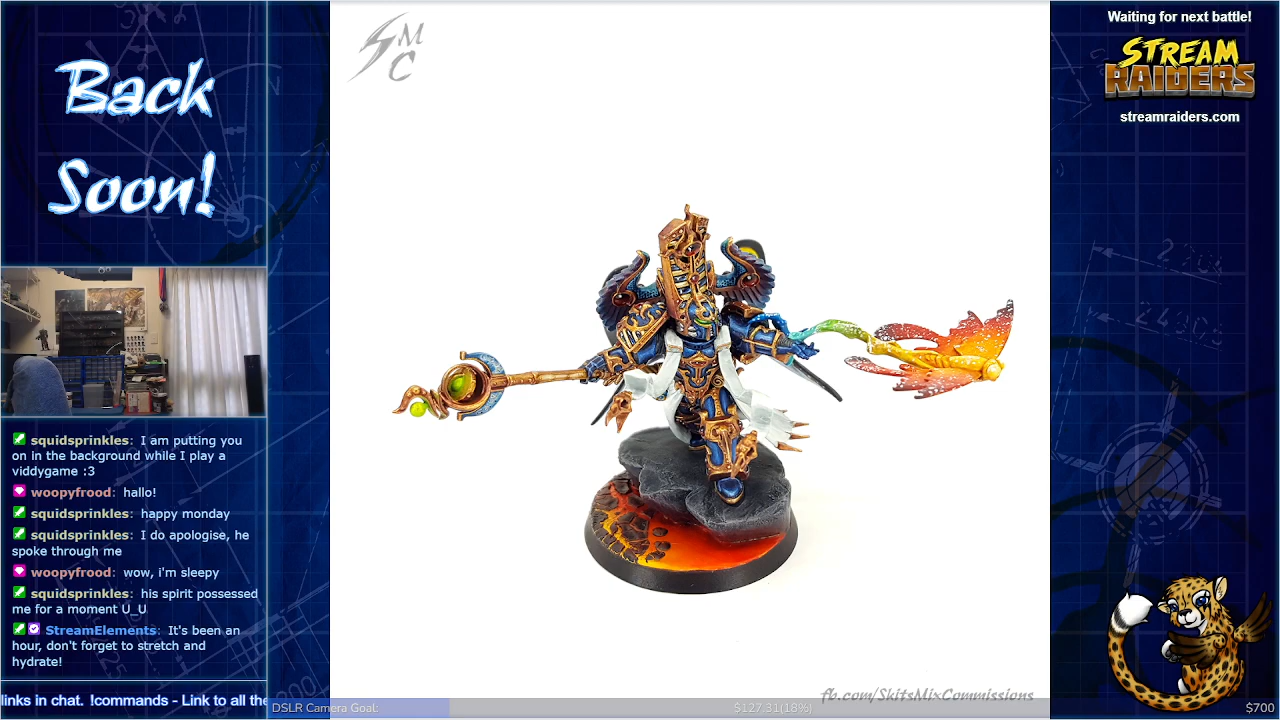 Back
Soon!
squidsprinkles: I am putting you
on in the background while I play a
viddygame :3
woopyfrood: hallo!
squidsprinkles: happy monday
squidsprinkles: I do apologise, he
spoke through me
woopyfrood: wow, i'm sleepy
squidsprinkles: his spirit possessed
me for a moment U_U
StreamElements: It's been an
hour, don't forget to stretch and
hydrate!
links in chat. !commands - Link to all the
SMC
fb.com/SkitsMixCommissions
DSLR Camera Goal: $127.31(18%) $700
Waiting for next battle!
STREAM
RAIDERS
streamraiders.com